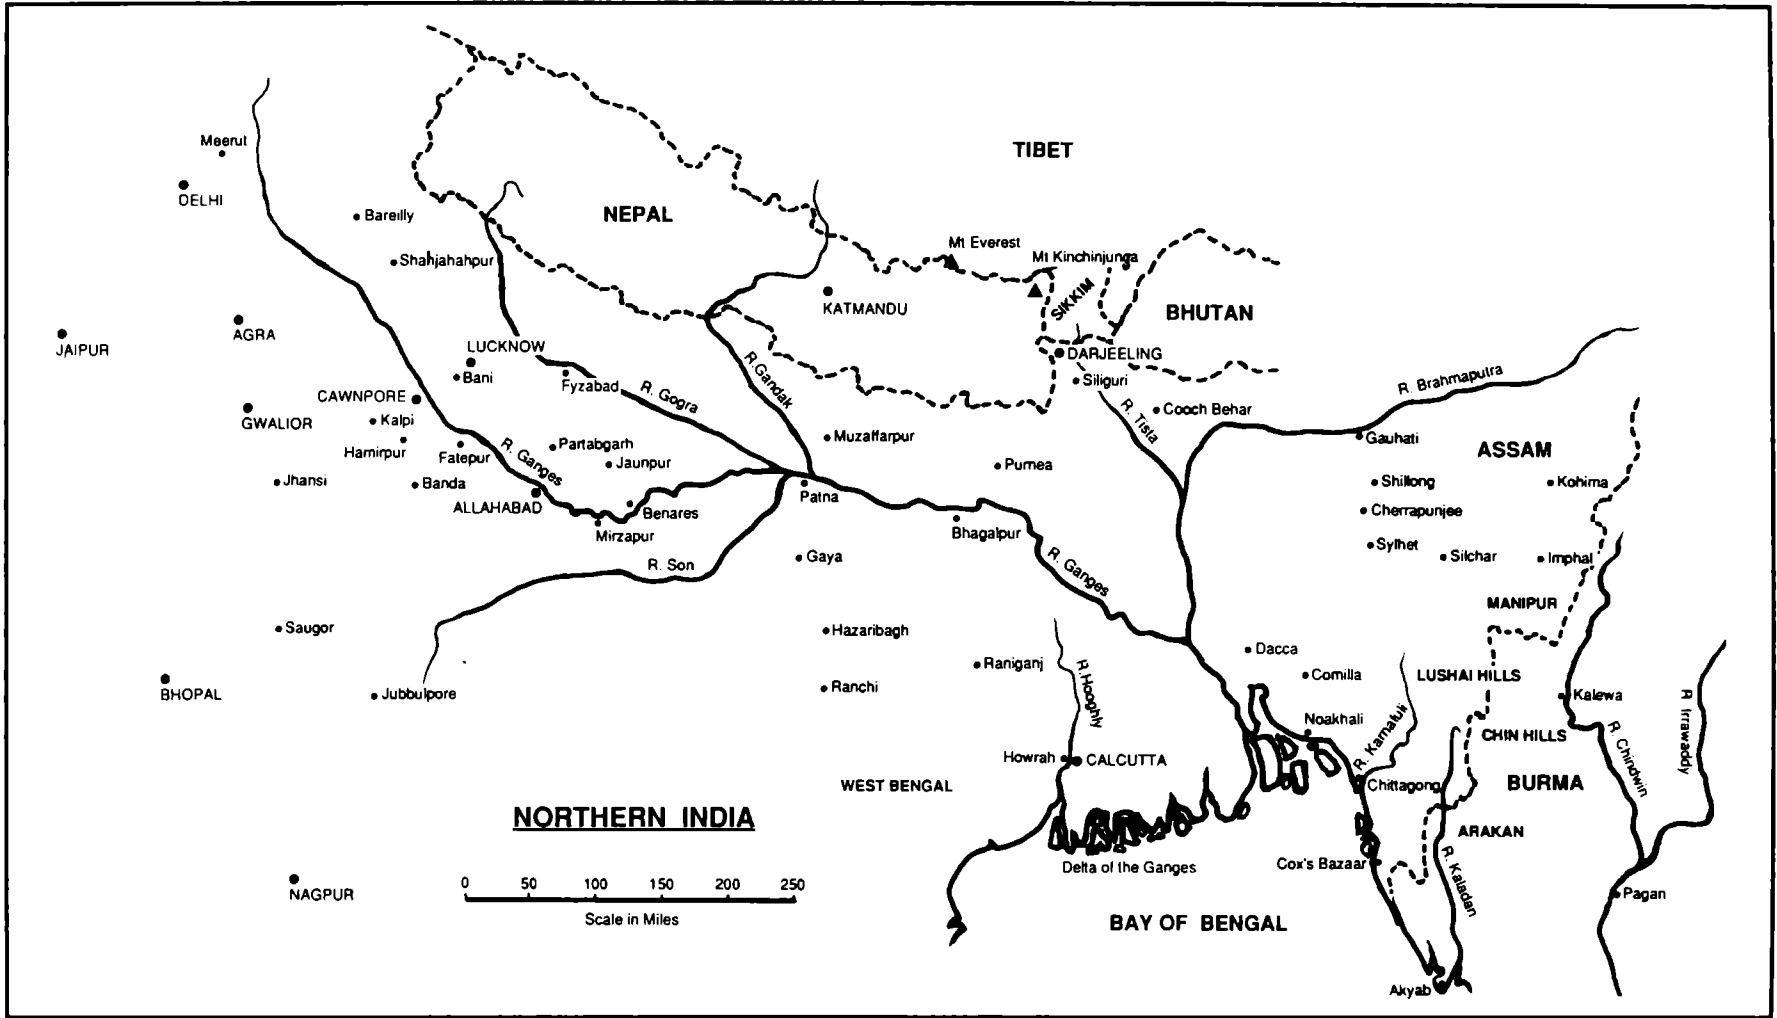 TIBET
Meerut
DELHI
NEPAL
Bareilly
Mt Everest
Shahjahahpur
Mt Kinchinjunga
SIKKIM
BHUTAN
KATMANDU
AGRA
JAIPUR
LUCKNOW
DARJEELING
Bani
Fyzabad
R. Gandak
Siliguri
R. Brahmaputra
CAWNPORE
R. Gogra
Cooch Behar
GWALIOR
Kalpi
R. Tista
Hamirpur
Fatepur
Partabgarh
Muzaffarpur
Gauhati
ASSAM
R. Ganges
Jaunpur
Purnea
Jhansi
Banda
Shillong
Kohima
ALLAHABAD
Patna
Benares
Cherrapunjee
Mirzapur
Bhagalpur
Sylhet
Silchar
Imphal
R. Son
Gaya
R. Ganges
MANIPUR
Saugor
Hazaribagh
Dacca
Raniganj
R. Hooghly
Comilla
LUSHAI HILLS
BHOPAL
Jubbulpore
Ranchi
Kalewa
R Irrawaddy
Noakhali
R. Karnafuli
CHIN HILLS
R. Chindwin
Howrah
CALCUTTA
WEST BENGAL
Chittagong
BURMA
NORTHERN INDIA
ARAKAN
Delta of the Ganges
Cox's Bazaar
R. Kaladan
NAGPUR
0 50 100 150 200 250
Scale in Miles
Pagan
BAY OF BENGAL
Akyab